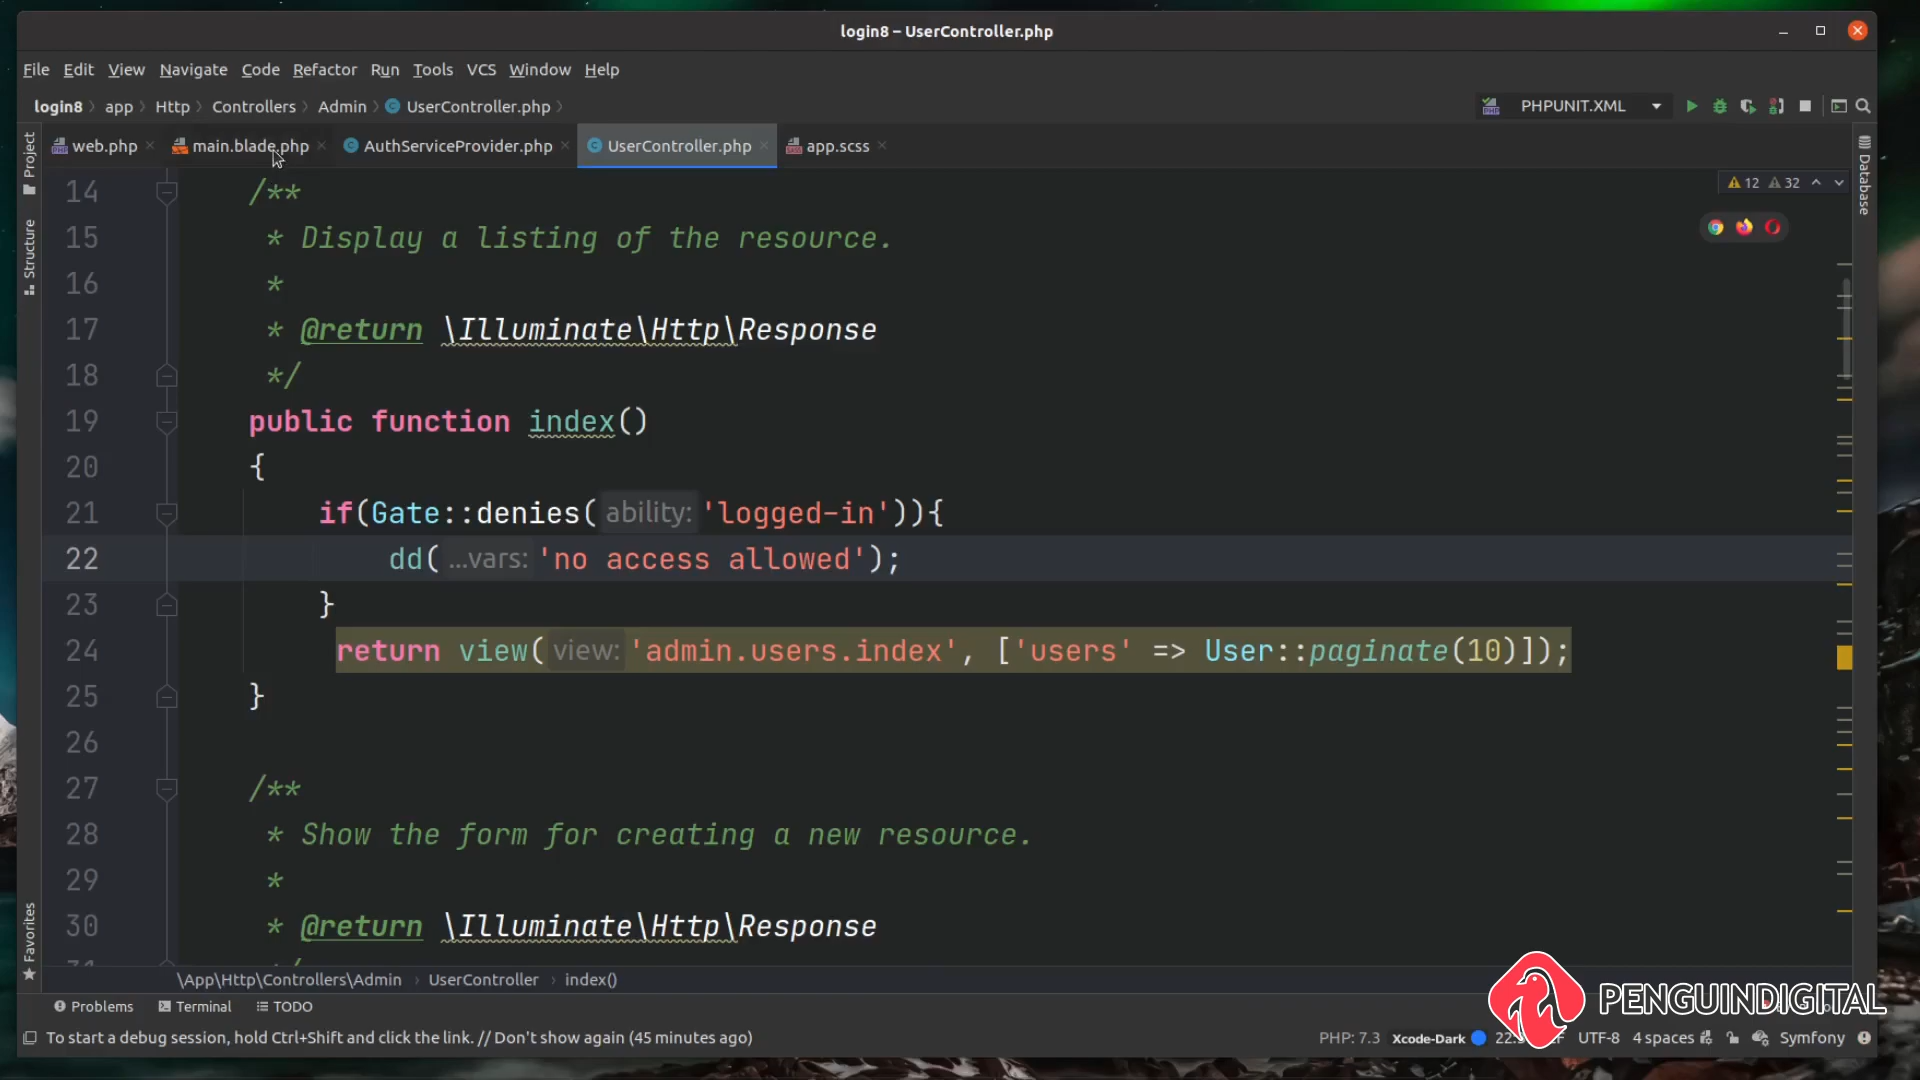 login8 – UserController.php
File Edit View Navigate Code Refactor Run Tools VCS Window Help
login8 app Http Controllers Admin UserController.php PHPUNIT.XML
web.php main.blade.php AuthServiceProvider.php UserController.php app.scss
Project
Structure
Favorites
Database
12 32
14 /**
15 * Display a listing of the resource.
16 *
17 * @return \Illuminate\Http\Response
18 */
19 public function index()
20 {
21 if(Gate::denies( ability: 'logged-in')){
22 dd( ...vars: 'no access allowed');
23 }
24 return view( view: 'admin.users.index', ['users' => User::paginate(10)]);
25 }
26
27 /**
28 * Show the form for creating a new resource.
29 *
30 * @return \Illuminate\Http\Response
\App\Http\Controllers\Admin UserController index()
Problems Terminal TODO
PENGUINDIGITAL
To start a debug session, hold Ctrl+Shift and click the link. // Don't show again (45 minutes ago) PHP: 7.3 Xcode-Dark UTF-8 4 spaces Symfony